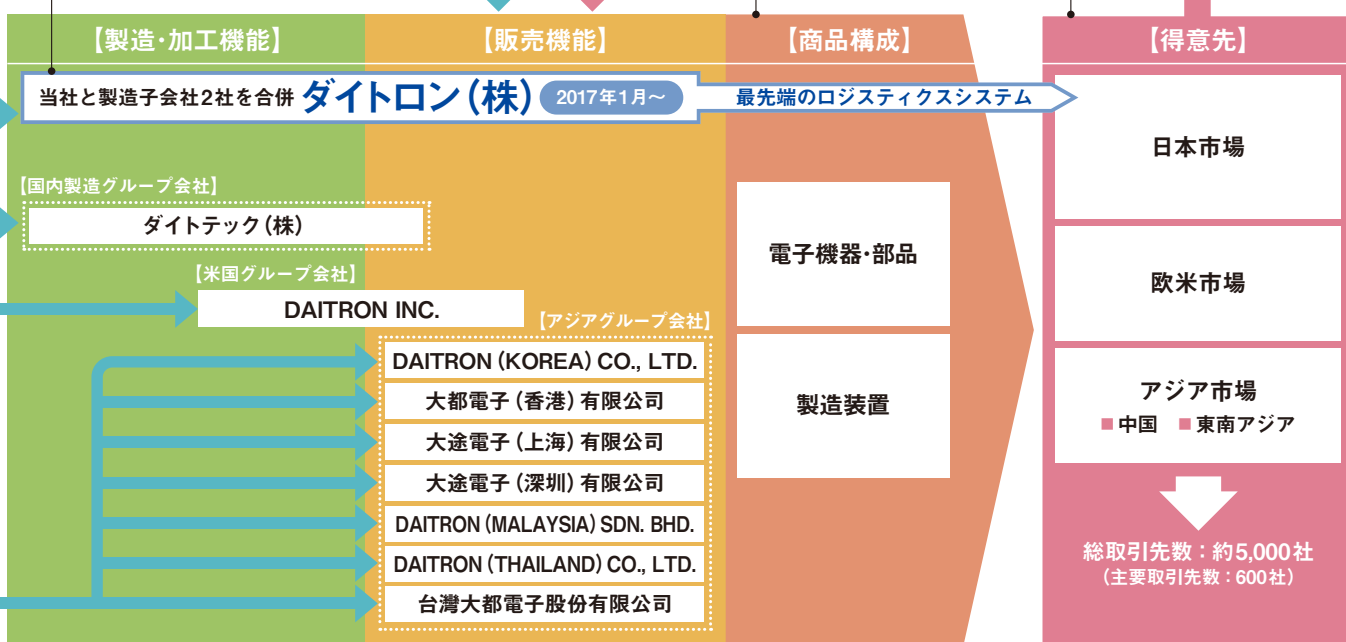 【製造・加工機能】
【販売機能】
【商品構成】
【得意先】
当社と製造子会社2社を合併 ダイトロン(株) 2017年1月〜
最先端のロジスティクスシステム
【国内製造グループ会社】
ダイトテック(株)
【米国グループ会社】
DAITRON INC.
【アジアグループ会社】
DAITRON (KOREA) CO., LTD.
大都電子(香港)有限公司
大途電子(上海)有限公司
大途電子(深圳)有限公司
DAITRON (MALAYSIA) SDN. BHD.
DAITRON (THAILAND) CO., LTD.
台灣大都電子股份有限公司
電子機器・部品
製造装置
日本市場
欧米市場
アジア市場
■中国 ■東南アジア
総取引先数:約5,000社
(主要取引先数:600社)